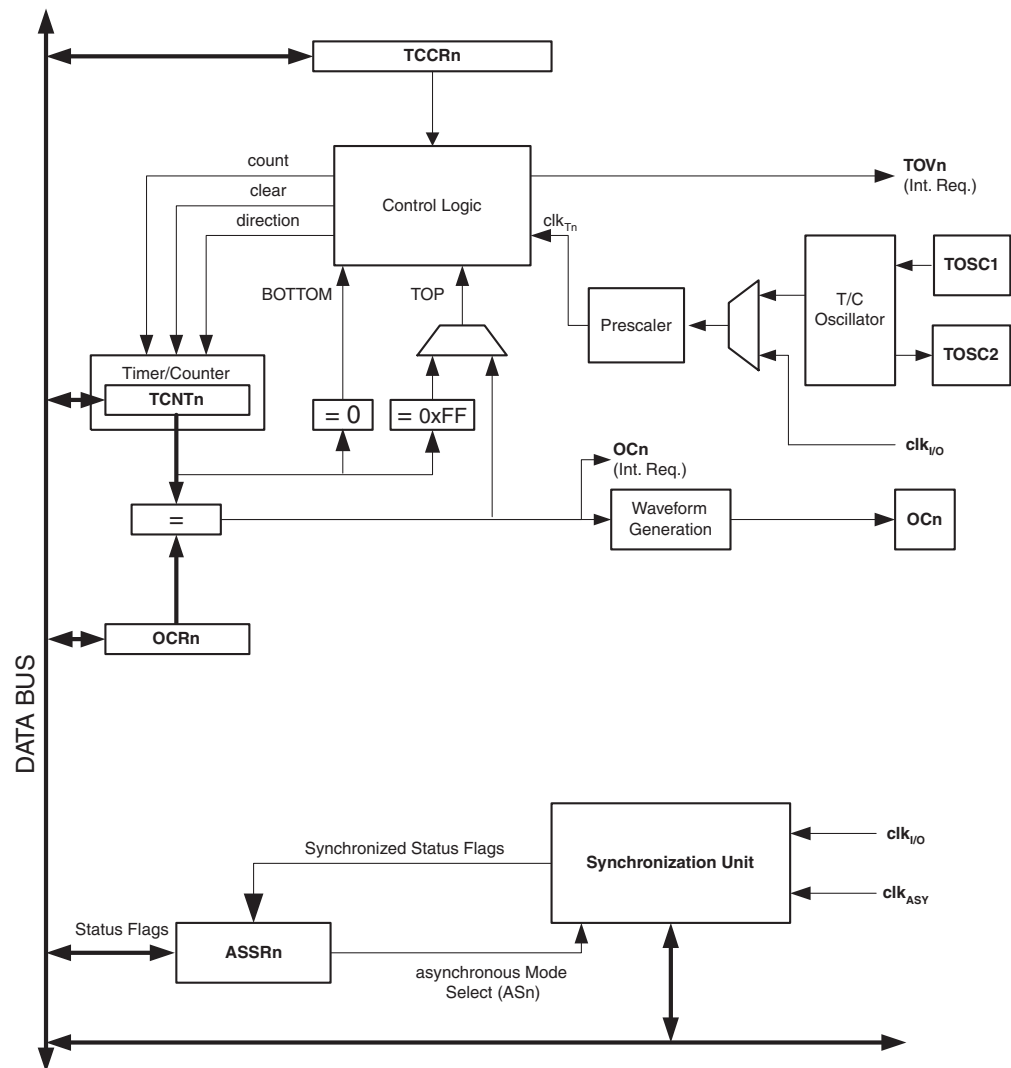 TCCRn
count
clear
direction
Control Logic
TOVn
(Int. Req.)
clkTn
BOTTOM
TOP
TOSC1
T/C
Oscillator
Prescaler
TOSC2
Timer/Counter
TCNTn
= 0
= 0xFF
clkI/O
OCn
(Int. Req.)
=
Waveform
Generation
OCn
OCRn
DATA BUS
Synchronized Status Flags
Synchronization Unit
clkI/O
clkASY
Status Flags
ASSRn
asynchronous Mode
Select (ASn)